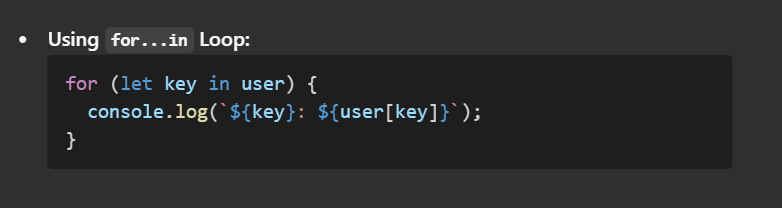 • Using for...in Loop:
for (let key in user) {
  console.log(`${key}: ${user[key]}`);
}